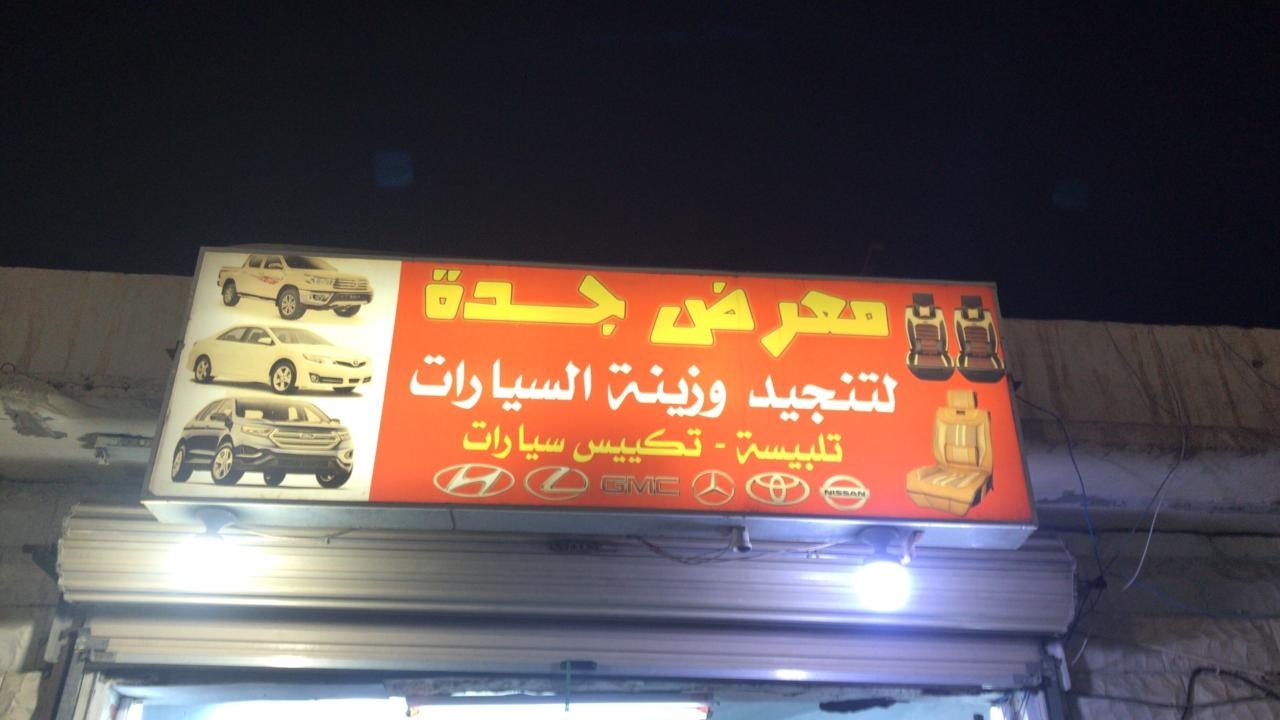 معرض جدة
لتنجيد وزينة السيارات
تلبيسة - تكييس سيارات
GMC NISSAN